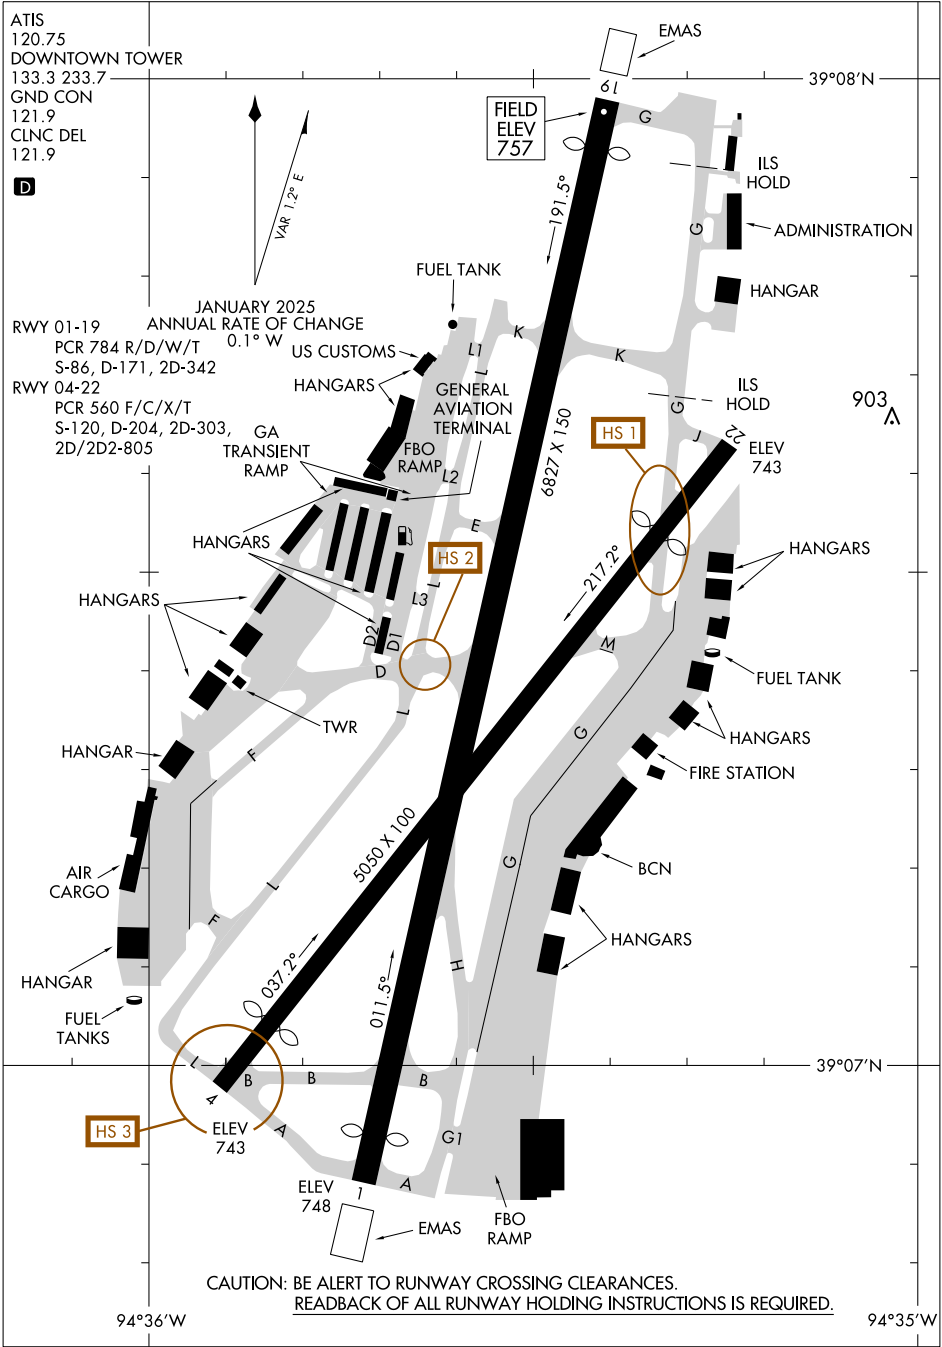 ATIS
120.75
DOWNTOWN TOWER
133.3 233.7
GND CON
121.9
CLNC DEL
121.9
D
EMAS
39°08'N
19
G
FIELD
ELEV
757
VAR 1.2° E
191.5°
ILS
HOLD
G
ADMINISTRATION
FUEL TANK
HANGAR
JANUARY 2025
ANNUAL RATE OF CHANGE
0.1° W
RWY 01-19
PCR 784 R/D/W/T
S-86, D-171, 2D-342
RWY 04-22
PCR 560 F/C/X/T
S-120, D-204, 2D-303,
2D/2D2-805
US CUSTOMS
L1
K
K
L
HANGARS
GENERAL
AVIATION
TERMINAL
ILS
HOLD
903
G
J
22
ELEV
743
HS 1
GA
TRANSIENT
RAMP
FBO
RAMP
L2
6827 X 150
E
HANGARS
HS 2
217.2°
HANGARS
L
L3
HANGARS
D2
D1
D
M
FUEL TANK
L
TWR
G
HANGARS
HANGAR
F
FIRE STATION
5050 X 100
G
BCN
AIR
CARGO
L
F
HANGARS
HANGAR
037.2°
011.5°
H
FUEL
TANKS
39°07'N
L
B
B
B
4
HS 3
ELEV
743
A
G1
A
ELEV
748
1
EMAS
FBO
RAMP
CAUTION: BE ALERT TO RUNWAY CROSSING CLEARANCES.
READBACK OF ALL RUNWAY HOLDING INSTRUCTIONS IS REQUIRED.
94°36'W
94°35'W